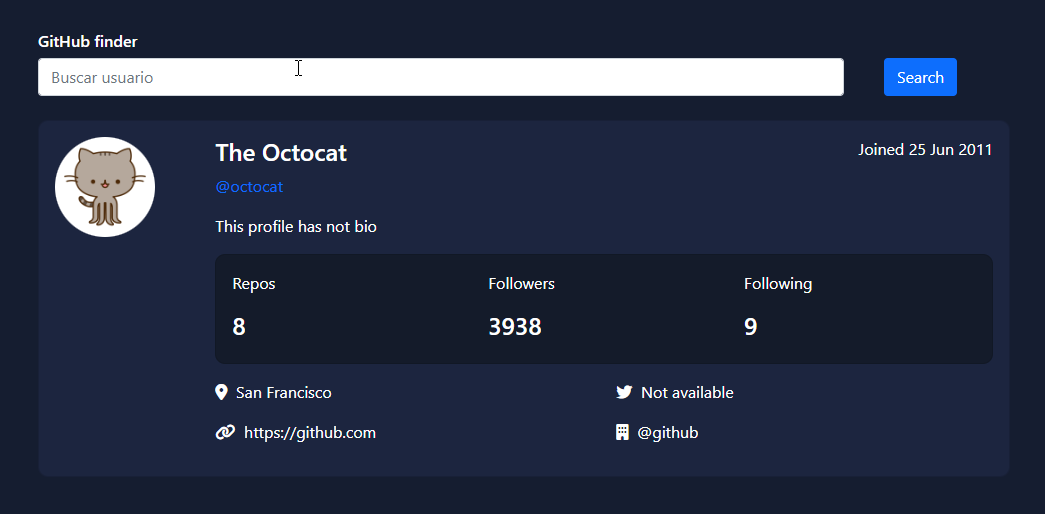 GitHub finder
Buscar usuario
Search
The Octocat
Joined 25 Jun 2011
@octocat
This profile has not bio
Repos
Followers
Following
8
3938
9
San Francisco
Not available
https://github.com
@github